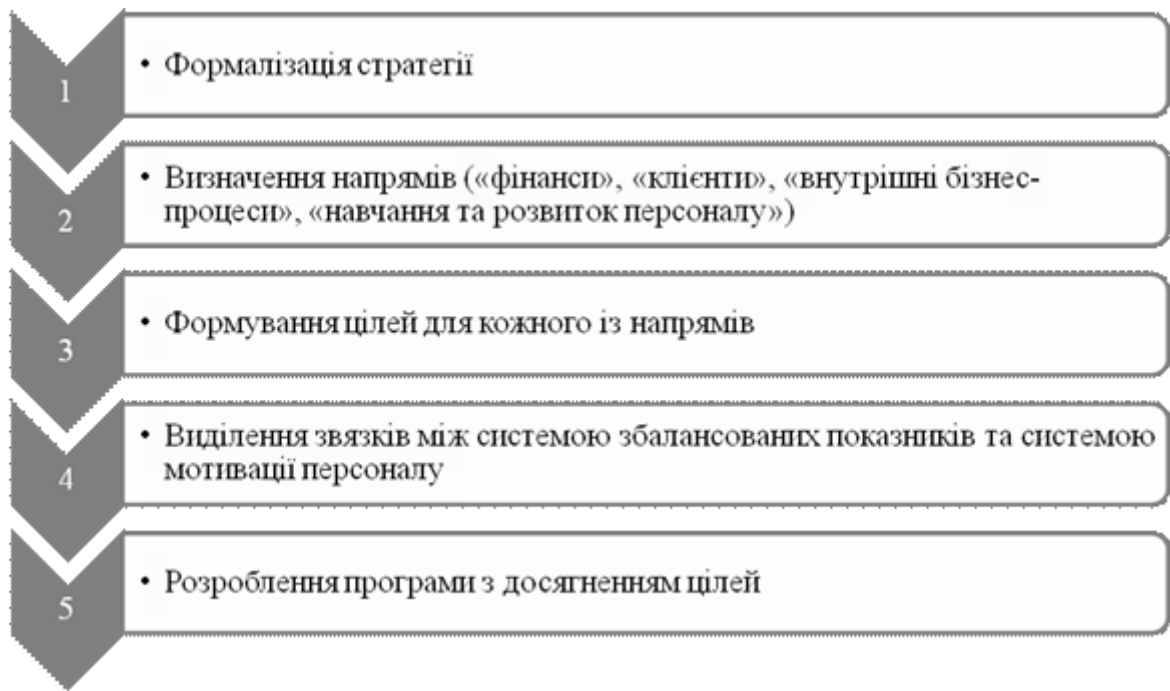 1
• Формалізація стратегії
2
• Визначення напрямів («фінанси», «клієнти», «внутрішні бізнес-
процеси», «навчання та розвиток персоналу»)
3
• Формування цілей для кожного із напрямів
4
• Виділення звязків між системою збалансованих показників та системою
мотивації персоналу
5
• Розроблення програми з досягненням цілей